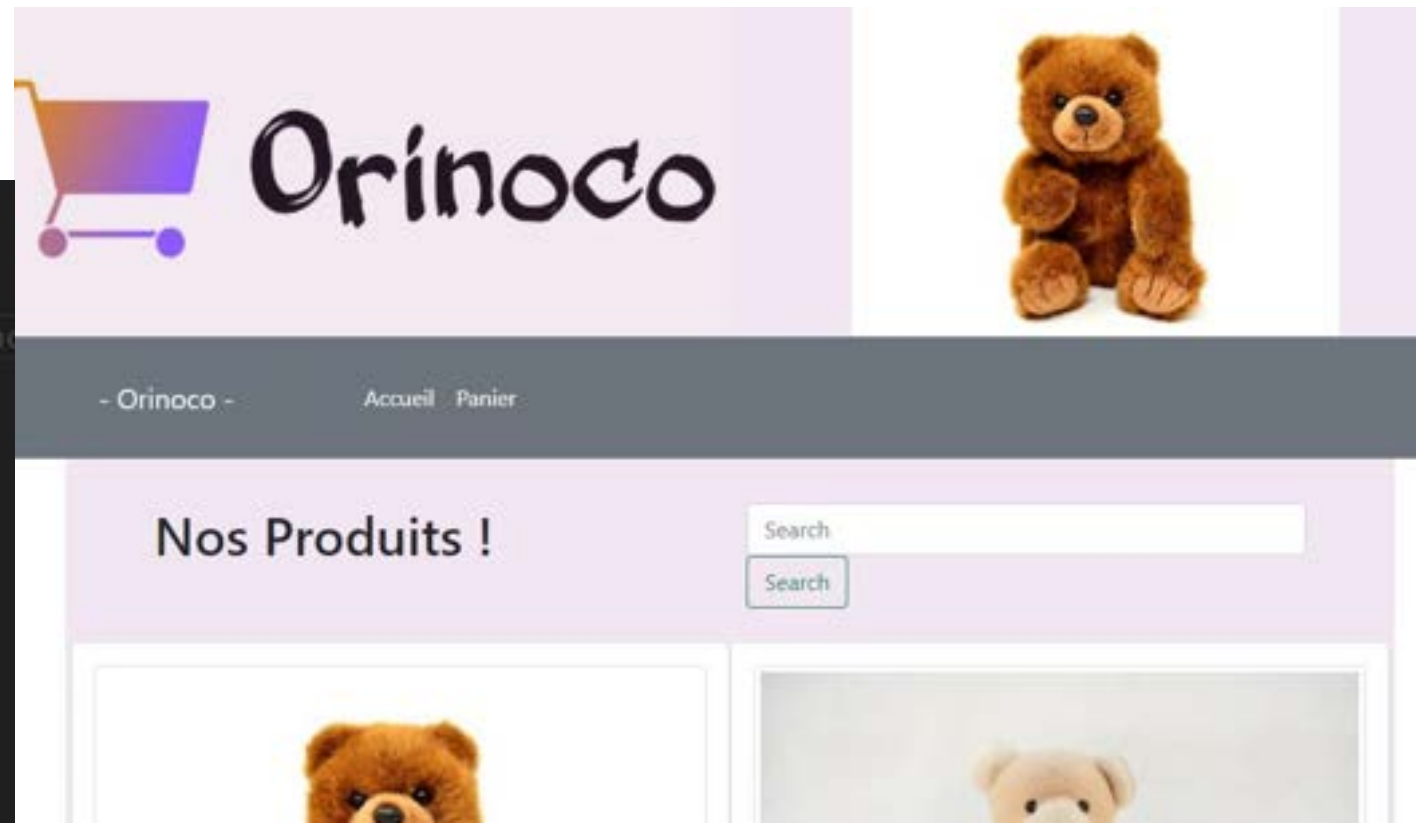 Orinoco
- Orinoco - Accueil Panier
Nos Produits !
Search
Search